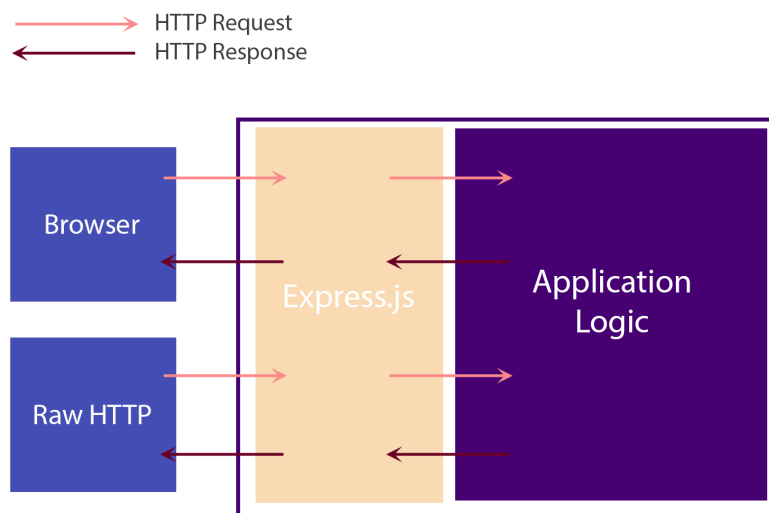 HTTP Request
HTTP Response
Browser
Express.js
Application
Logic
Raw HTTP